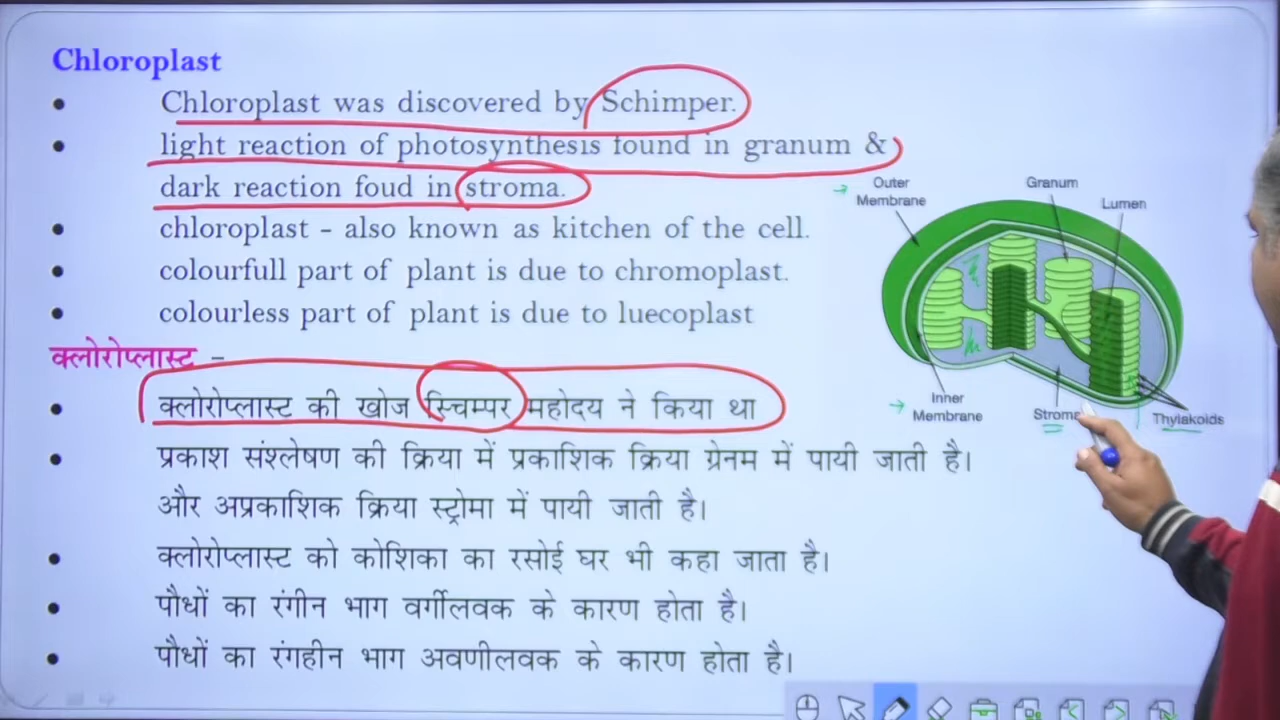 Chloroplast
• Chloroplast was discovered by Schimper.
• light reaction of photosynthesis found in granum &
dark reaction foud in stroma.
• chloroplast - also known as kitchen of the cell.
• colourfull part of plant is due to chromoplast.
• colourless part of plant is due to luecoplast
क्लोरोप्लास्ट -
• क्लोरोप्लास्ट की खोज स्चिम्पर महोदय ने किया था
• प्रकाश संश्लेषण की क्रिया में प्रकाशिक क्रिया ग्रेनम में पायी जाती है।
और अप्रकाशिक क्रिया स्ट्रोमा में पायी जाती है।
• क्लोरोप्लास्ट को कोशिका का रसोई घर भी कहा जाता है।
• पौधों का रंगीन भाग वर्गीलवक के कारण होता है।
• पौधों का रंगहीन भाग अवणीलवक के कारण होता है।
Outer
Membrane
Granum
Lumen
Inner
Membrane
Stroma
Thylakoids